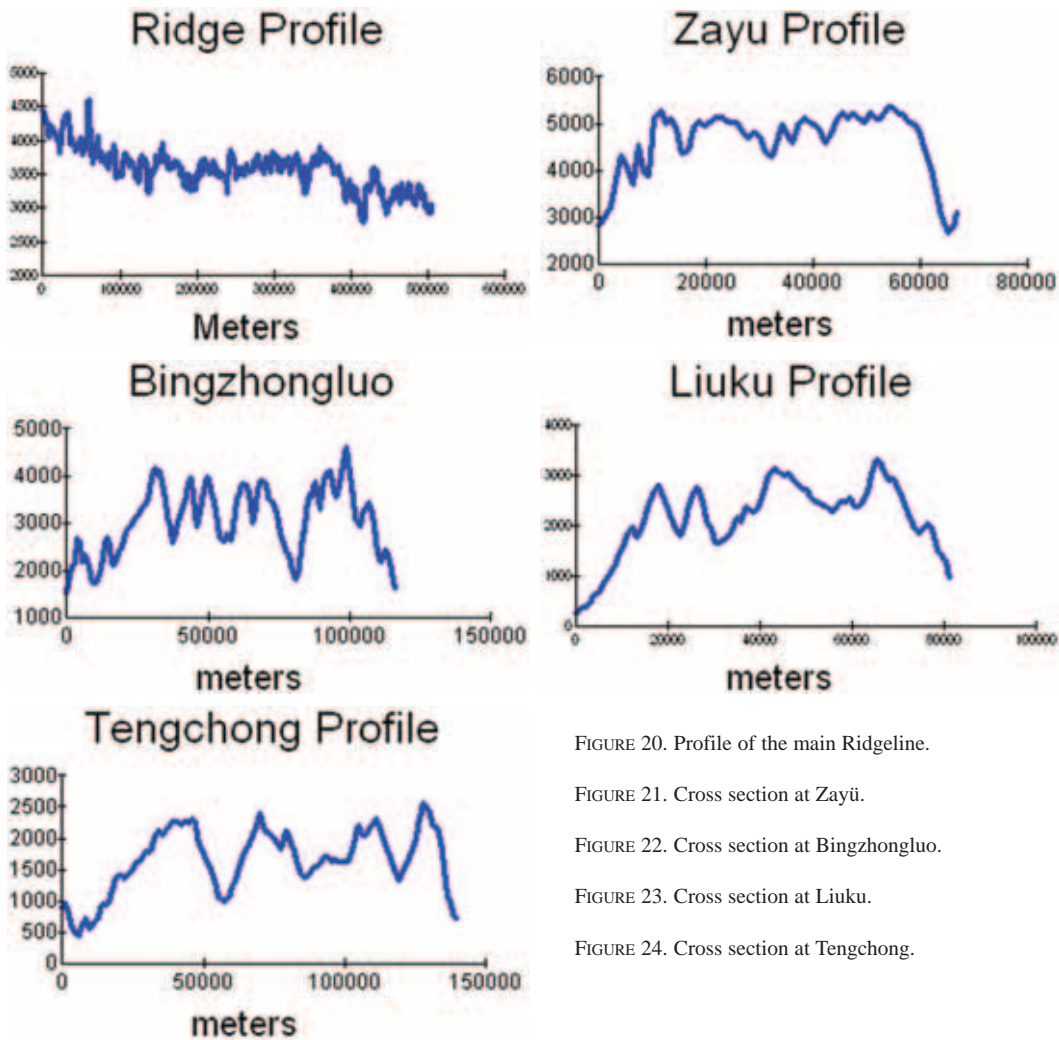 Ridge Profile
5000
4500
4000
3500
3000
2500
2000
0 100000 200000 300000 400000 500000 600000
Meters
Zayu Profile
6000
5000
4000
3000
2000
0 20000 40000 60000 80000
meters
Bingzhongluo
5000
4000
3000
2000
1000
0 50000 100000 150000
meters
Liuku Profile
4000
3000
2000
1000
0
0 20000 40000 60000 80000 100000
meters
Tengchong Profile
3000
2500
2000
1500
1000
500
0
0 50000 100000 150000
meters
FIGURE 20. Profile of the main Ridgeline.
FIGURE 21. Cross section at Zayü.
FIGURE 22. Cross section at Bingzhongluo.
FIGURE 23. Cross section at Liuku.
FIGURE 24. Cross section at Tengchong.